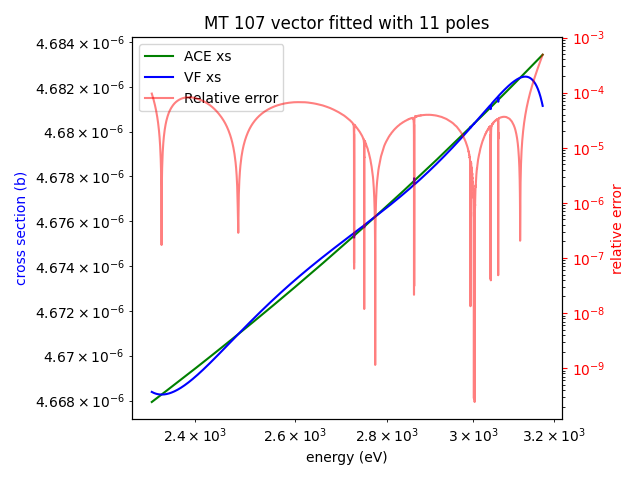 MT 107 vector fitted with 11 poles
ACE xs
VF xs
Relative error
4.684 × 10⁻⁶
4.682 × 10⁻⁶
4.68 × 10⁻⁶
4.678 × 10⁻⁶
4.676 × 10⁻⁶
4.674 × 10⁻⁶
4.672 × 10⁻⁶
4.67 × 10⁻⁶
4.668 × 10⁻⁶
cross section (b)
10⁻³
10⁻⁴
10⁻⁵
10⁻⁶
10⁻⁷
10⁻⁸
10⁻⁹
relative error
2.4 × 10³ 2.6 × 10³ 2.8 × 10³ 3 × 10³ 3.2 × 10³
energy (eV)